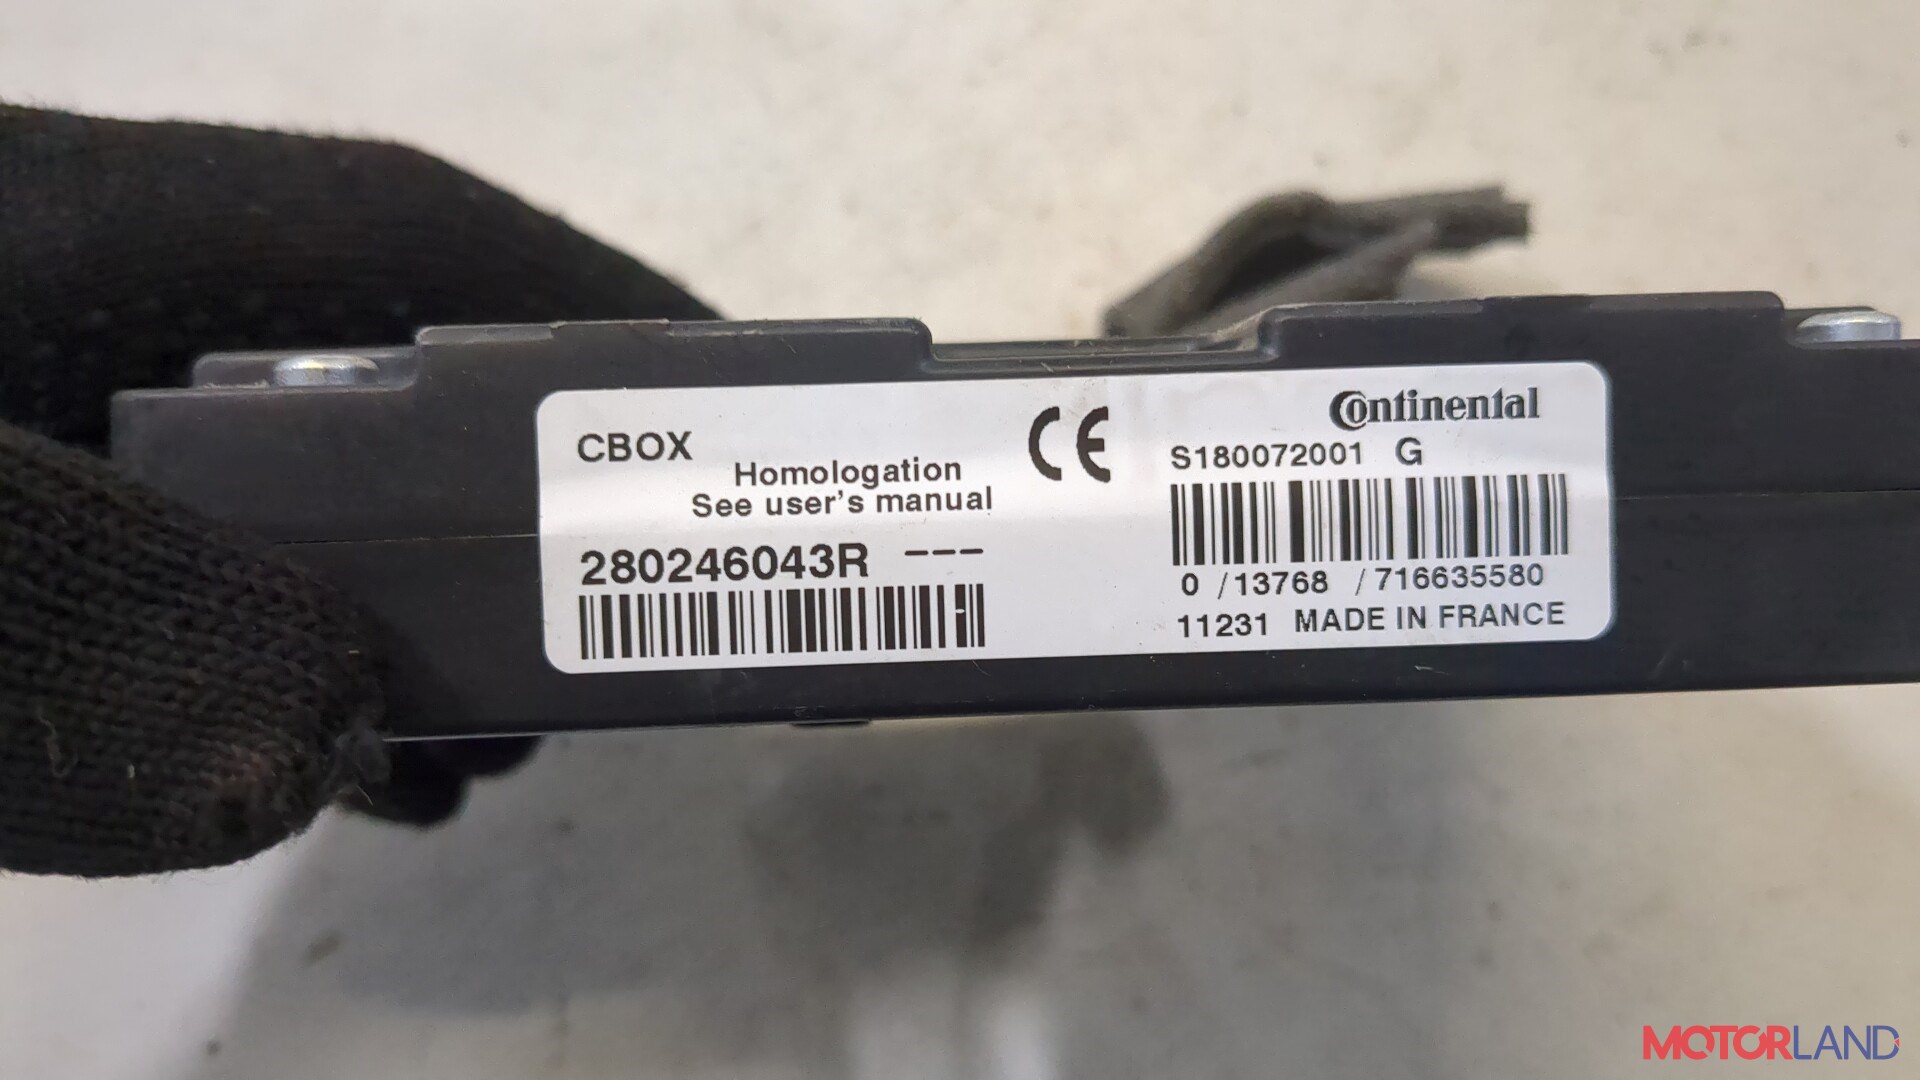 CBOX
Homologation
See user's manual
280246043R ---
CE
Continental
S180072001 G
0 /13768 /716635580
11231 MADE IN FRANCE
MOTORLAND